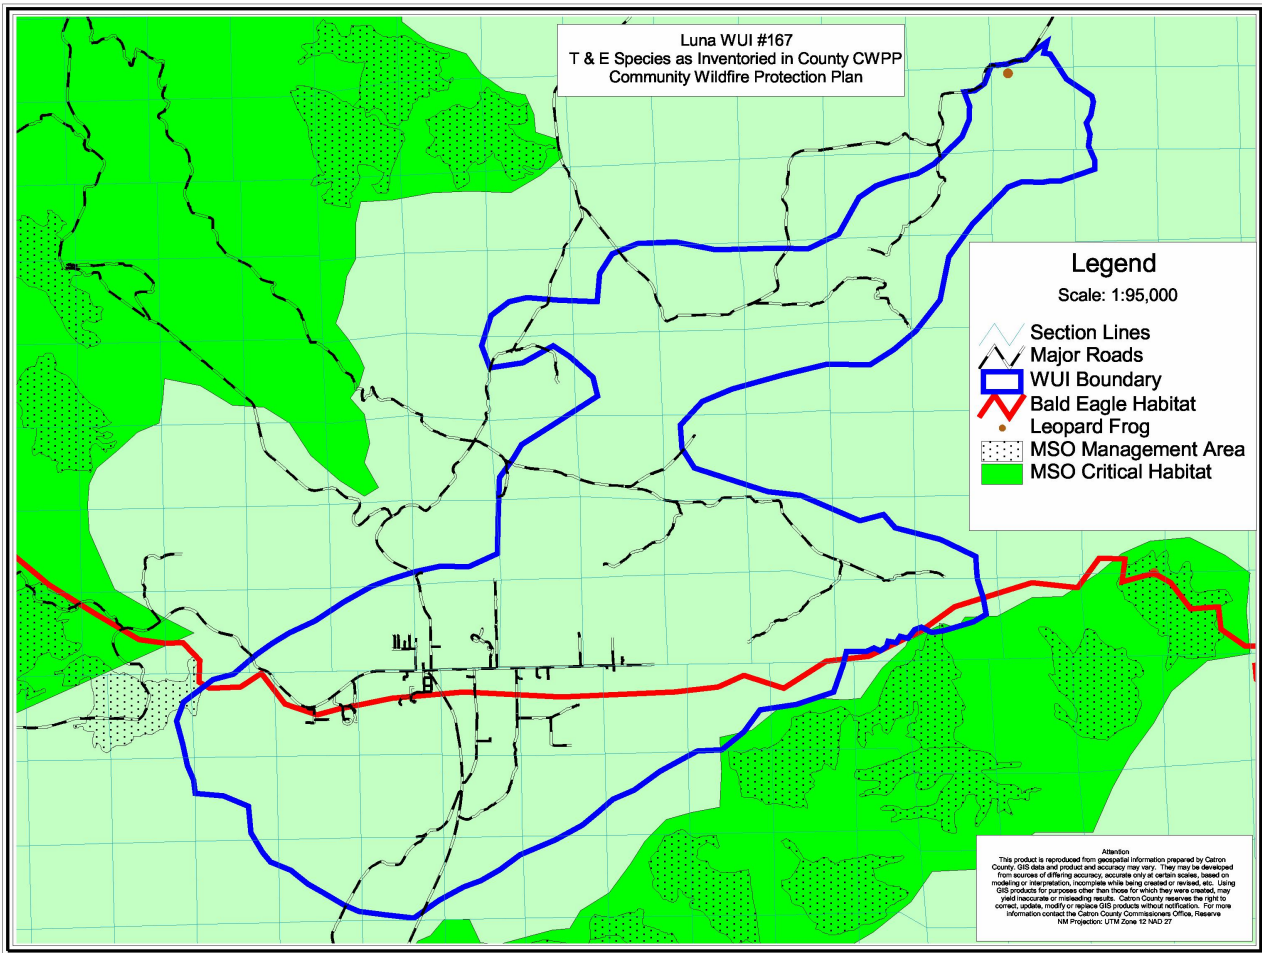 Luna WUI #167
T & E Species as Inventoried in County CWPP
Community Wildfire Protection Plan
Legend
Scale: 1:95,000
Section Lines
Major Roads
WUI Boundary
Bald Eagle Habitat
Leopard Frog
MSO Management Area
MSO Critical Habitat
Attention
This product is reproduced from geospatial information prepared by Catron
County. GIS data and product and accuracy may vary. They may be developed
from sources of differing accuracy, accurate only at certain scales, based on
modeling or interpretation, incomplete while being created or revised, etc. Using
GIS products for purposes other than those for which they were created, may
yield inaccurate or misleading results. Catron County reserves the right to
correct, update, modify or replace GIS products without notification. For more
information contact the Catron County Commissioners Office, Reserve
NM Projection: UTM Zone 12 NAD 27